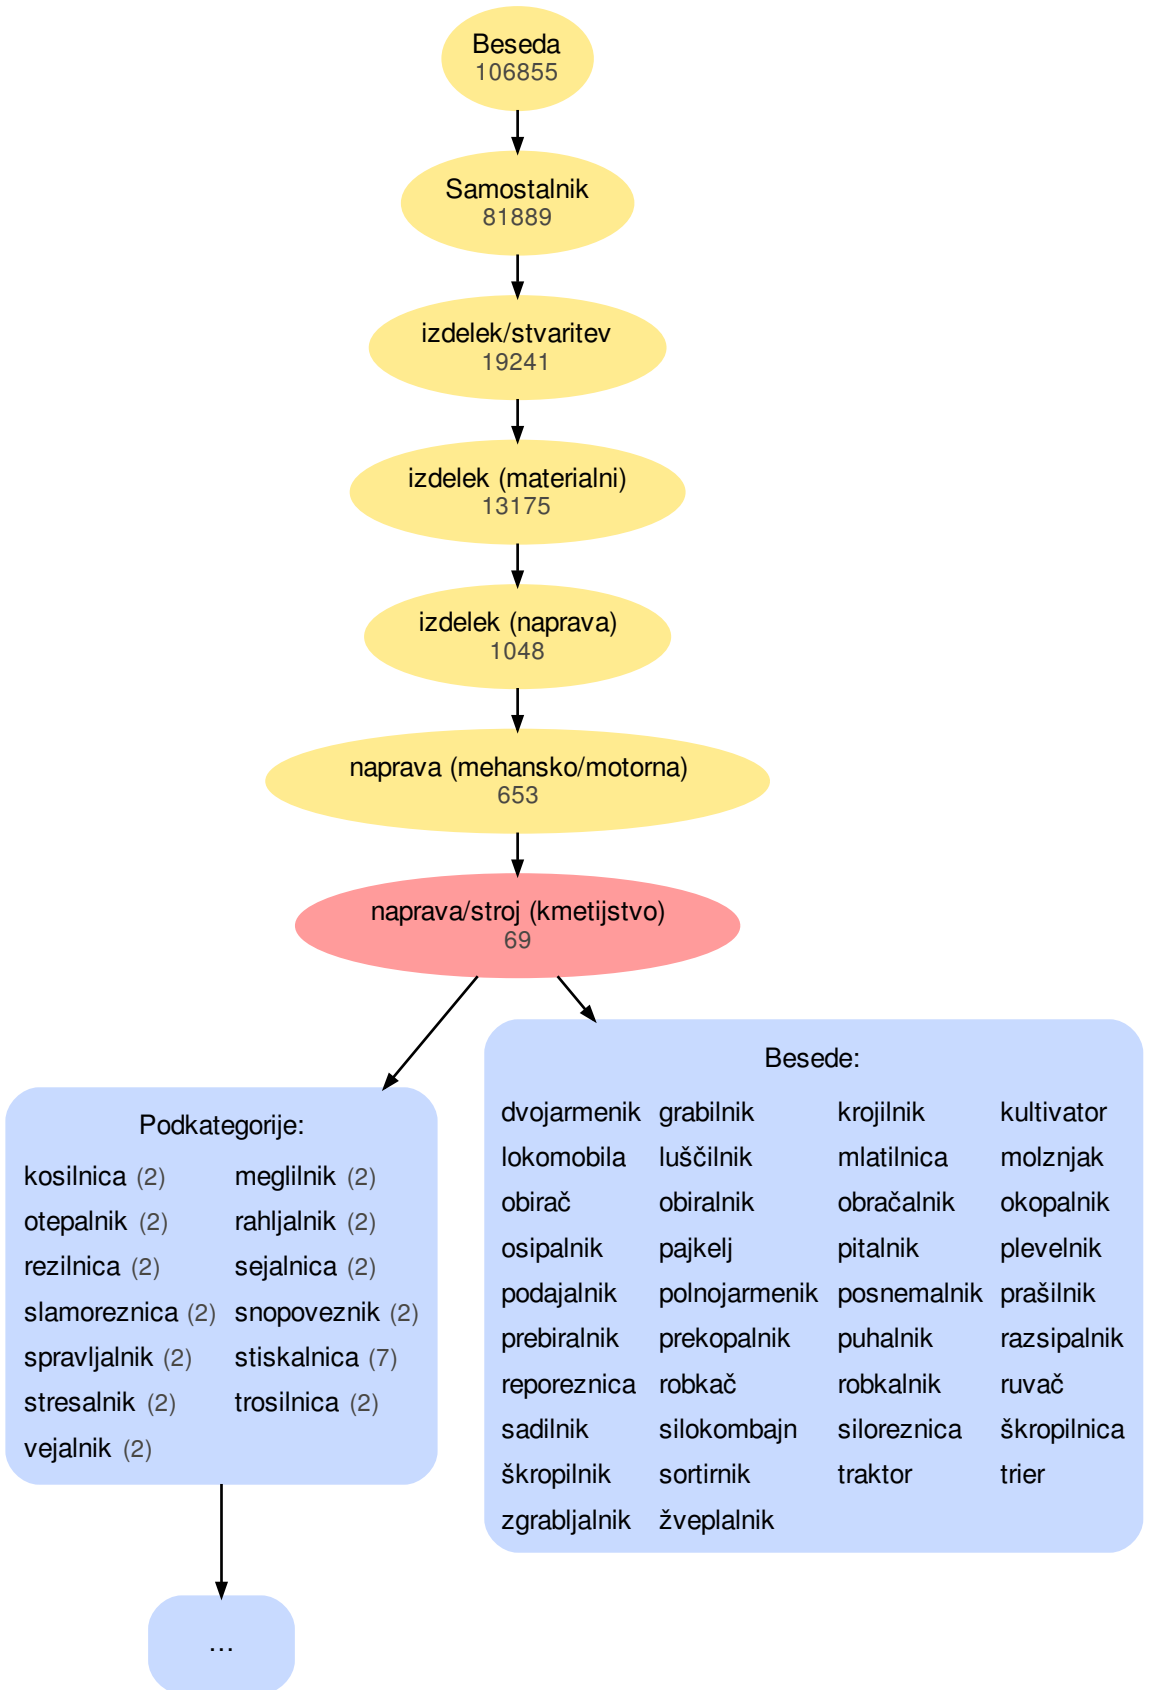 Beseda
106855
Samostalnik
81889
izdelek/stvaritev
19241
izdelek (materialni)
13175
izdelek (naprava)
1048
naprava (mehansko/motorna)
653
naprava/stroj (kmetijstvo)
69
Podkategorije:
kosilnica (2) meglilnik (2)
otepalnik (2) rahljalnik (2)
rezilnica (2) sejalnica (2)
slamoreznica (2) snopoveznik (2)
spravljalnik (2) stiskalnica (7)
stresalnik (2) trosilnica (2)
vejalnik (2)
...
Besede:
dvojarmenik grabilnik krojilnik kultivator
lokomobila luščilnik mlatilnica molznjak
obirač obiralnik obračalnik okopalnik
osipalnik pajkelj pitalnik plevelnik
podajalnik polnojarmenik posnemalnik prašilnik
prebiralnik prekopalnik puhalnik razsipalnik
reporeznica robkač robkalnik ruvač
sadilnik silokombajn siloreznica škropilnica
škropilnik sortirnik traktor trier
zgrabljalnik žveplalnik